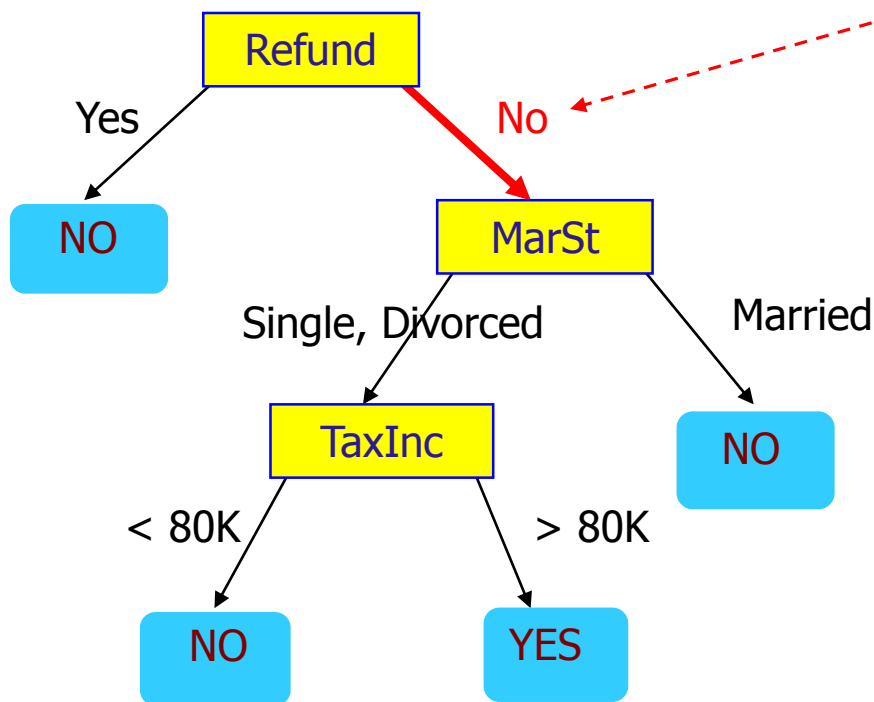 Refund
Yes
No
NO
MarSt
Single, Divorced
Married
TaxInc
NO
< 80K
> 80K
NO
YES